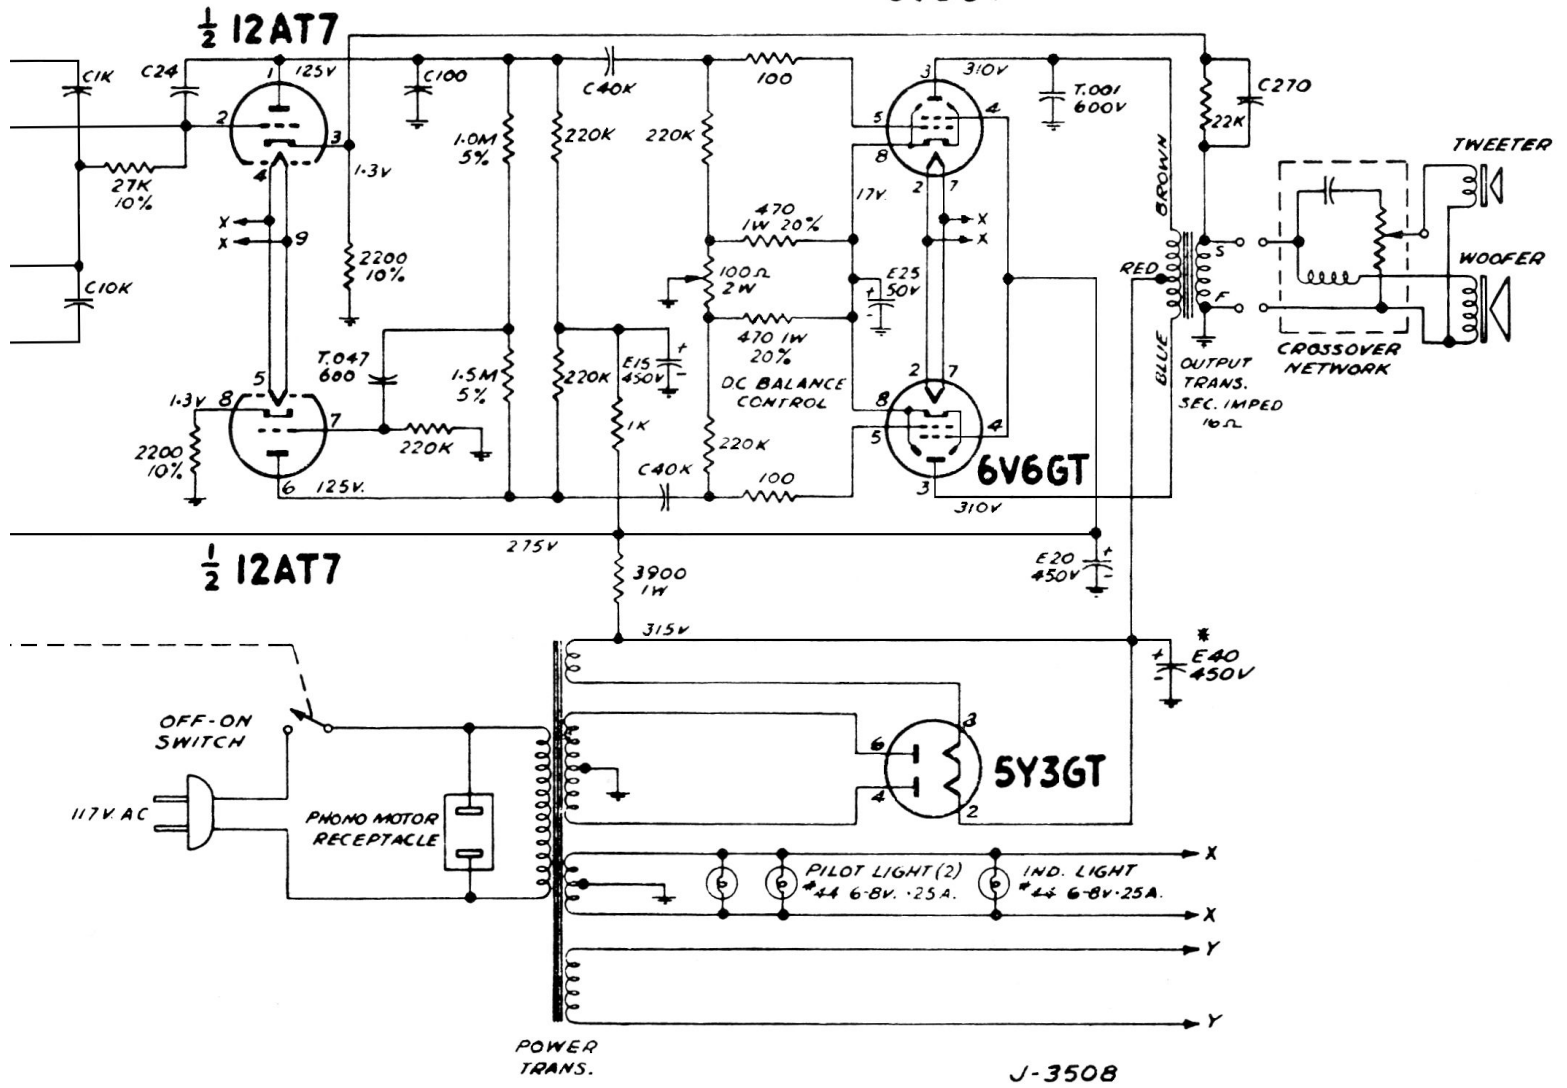 ½ 12AT7
C1K
C24
1
125V
C100
C40K
100
3
310V
T.001
600V
C270
22K
2
3
1.0M
5%
220K
220K
5
8
4
TWEETER
27K
10%
4
1.3V
2
7
17V.
BROWN
X
X
9
470
1W 20%
X
X
2200
10%
100Ω
2W
E25
50V
+
-
RED
S
WOOFER
C10K
F
470 1W
20%
T.047
600
5
1.5M
5%
220K
E15
450V
+
-
D.C. BALANCE
CONTROL
2
7
BLUE
OUTPUT
TRANS.
SEC. IMPED
16Ω
CROSSOVER
NETWORK
1.3V
8
7
1K
8
5
4
2200
10%
220K
220K
6
125V.
C40K
100
3
6V6GT
310V
½ 12AT7
275V
E20
450V
+
-
3900
1W
315V
*
E40
450V
+
-
OFF-ON
SWITCH
3
6
5Y3GT
4
2
117V. AC
PHONO MOTOR
RECEPTACLE
X
PILOT LIGHT (2)
#44 6-8V. .25A.
IND. LIGHT
#44 6-8V .25A.
X
Y
Y
POWER
TRANS.
J-3508